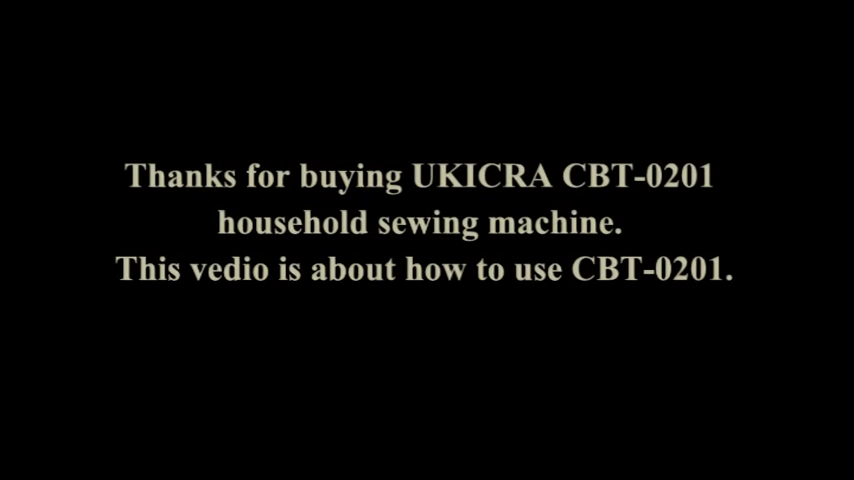 Thanks for buying UKICRA CBT-0201
household sewing machine.
This vedio is about how to use CBT-0201.